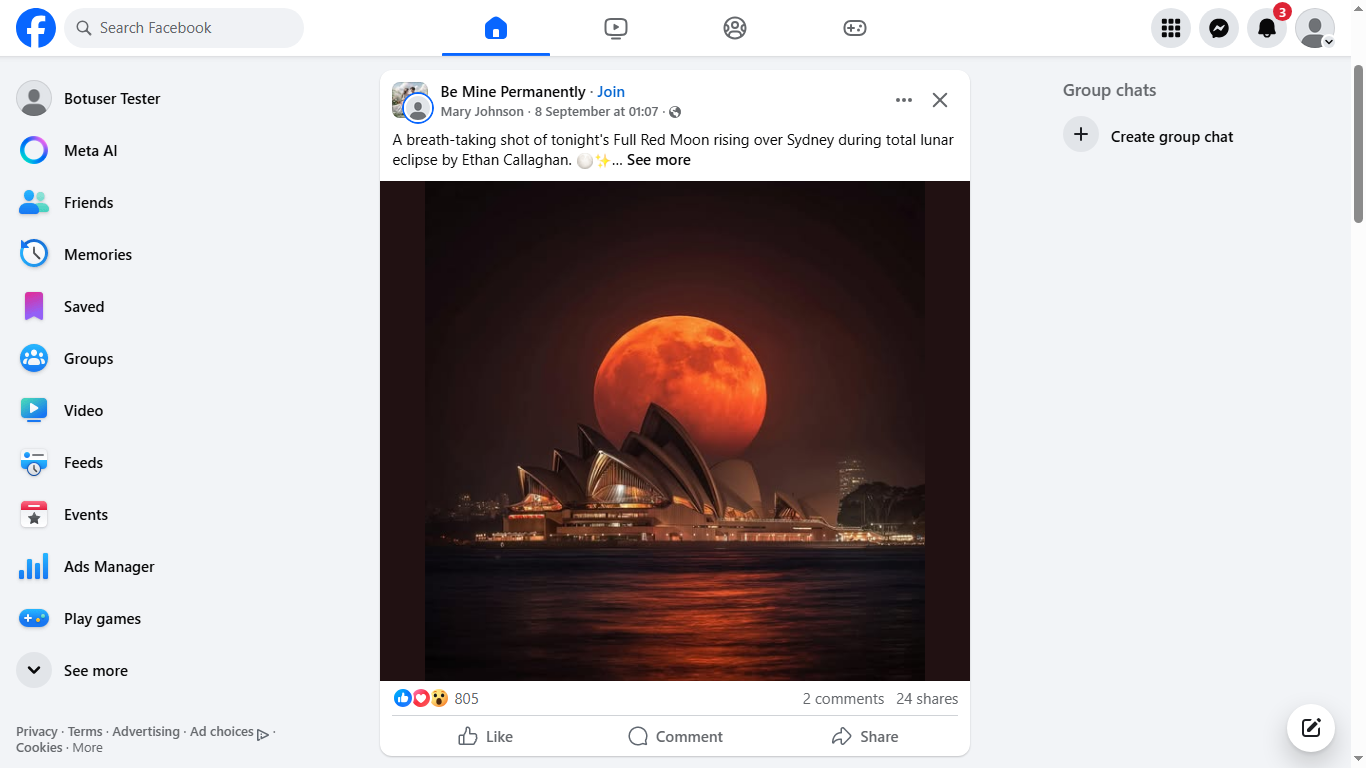 Search Facebook
3
Botuser Tester
Meta AI
Friends
Memories
Saved
Groups
Video
Feeds
Events
Ads Manager
Play games
See more
Privacy · Terms · Advertising · Ad choices ·
Cookies · More
Be Mine Permanently · Join
Mary Johnson · 8 September at 01:07 ·
A breath-taking shot of tonight's Full Red Moon rising over Sydney during total lunar
eclipse by Ethan Callaghan. 🌕✨... See more
805
2 comments 24 shares
Like Comment Share
Group chats
Create group chat